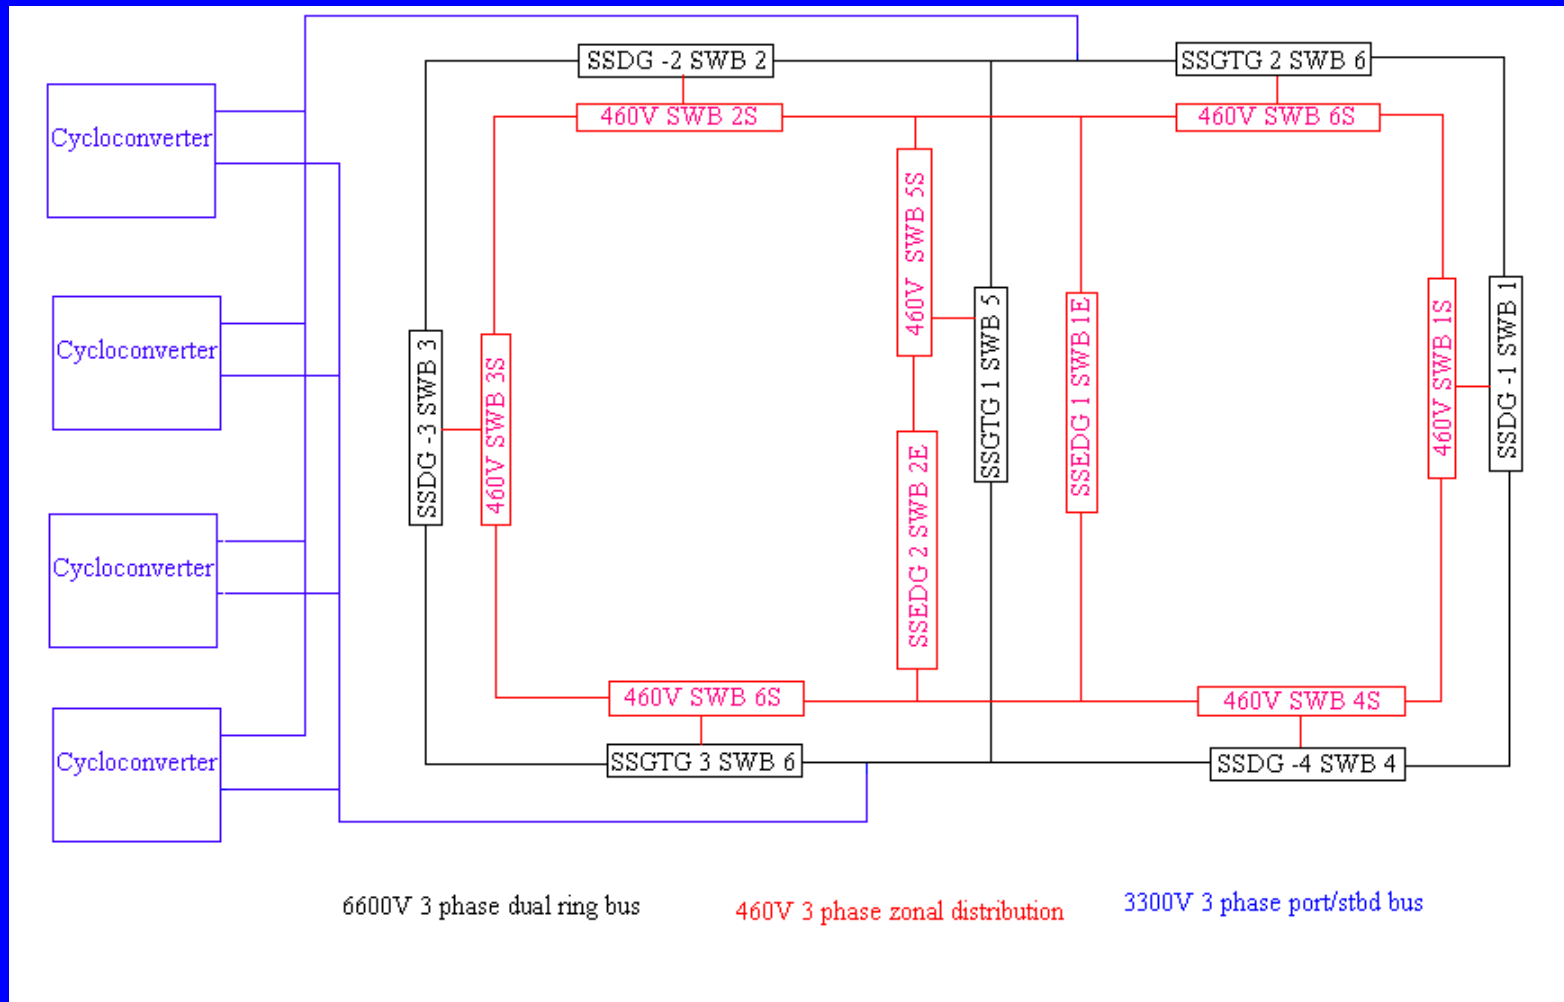 SSDG -2 SWB 2
SSGTG 2 SWB 6
460V SWB 2S
460V SWB 6S
Cycloconverter
Cycloconverter
Cycloconverter
Cycloconverter
SSDG -3 SWB 3
460V SWB 3S
460V SWB 5S
SSEDG 2 SWB 2E
SSGTG 1 SWB 5
SSEDG 1 SWB 1E
460V SWB 1S
SSDG -1 SWB 1
460V SWB 6S
460V SWB 4S
SSGTG 3 SWB 6
SSDG -4 SWB 4
6600V 3 phase dual ring bus
460V 3 phase zonal distribution
3300V 3 phase port/stbd bus